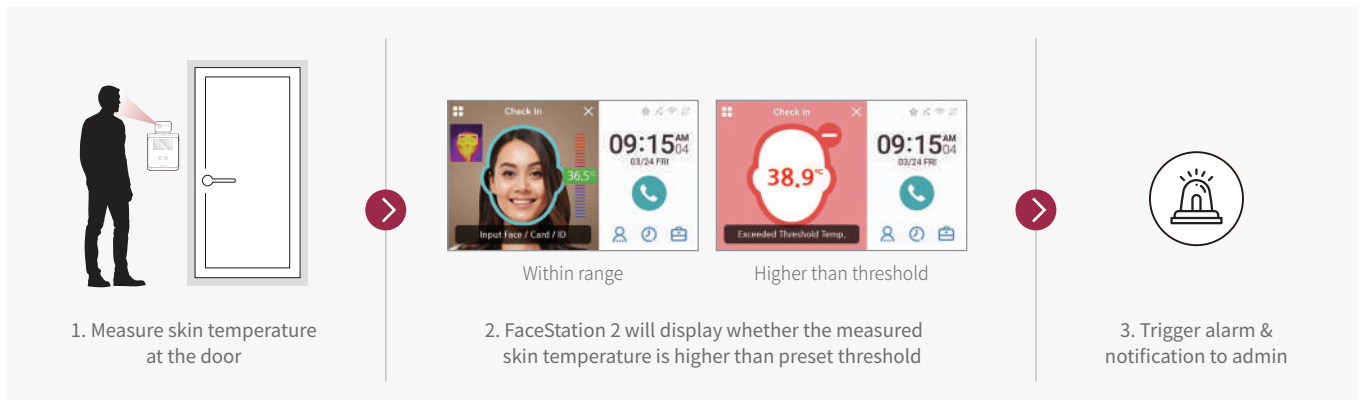 Check In
36.5°
Input Face / Card / ID
09:15AM
04
03/24 FRI
Within range
Check In
38.9°C
Exceeded Threshold Temp.
09:15AM
04
03/24 FRI
Higher than threshold
1. Measure skin temperature
at the door
2. FaceStation 2 will display whether the measured
skin temperature is higher than preset threshold
3. Trigger alarm &
notification to admin